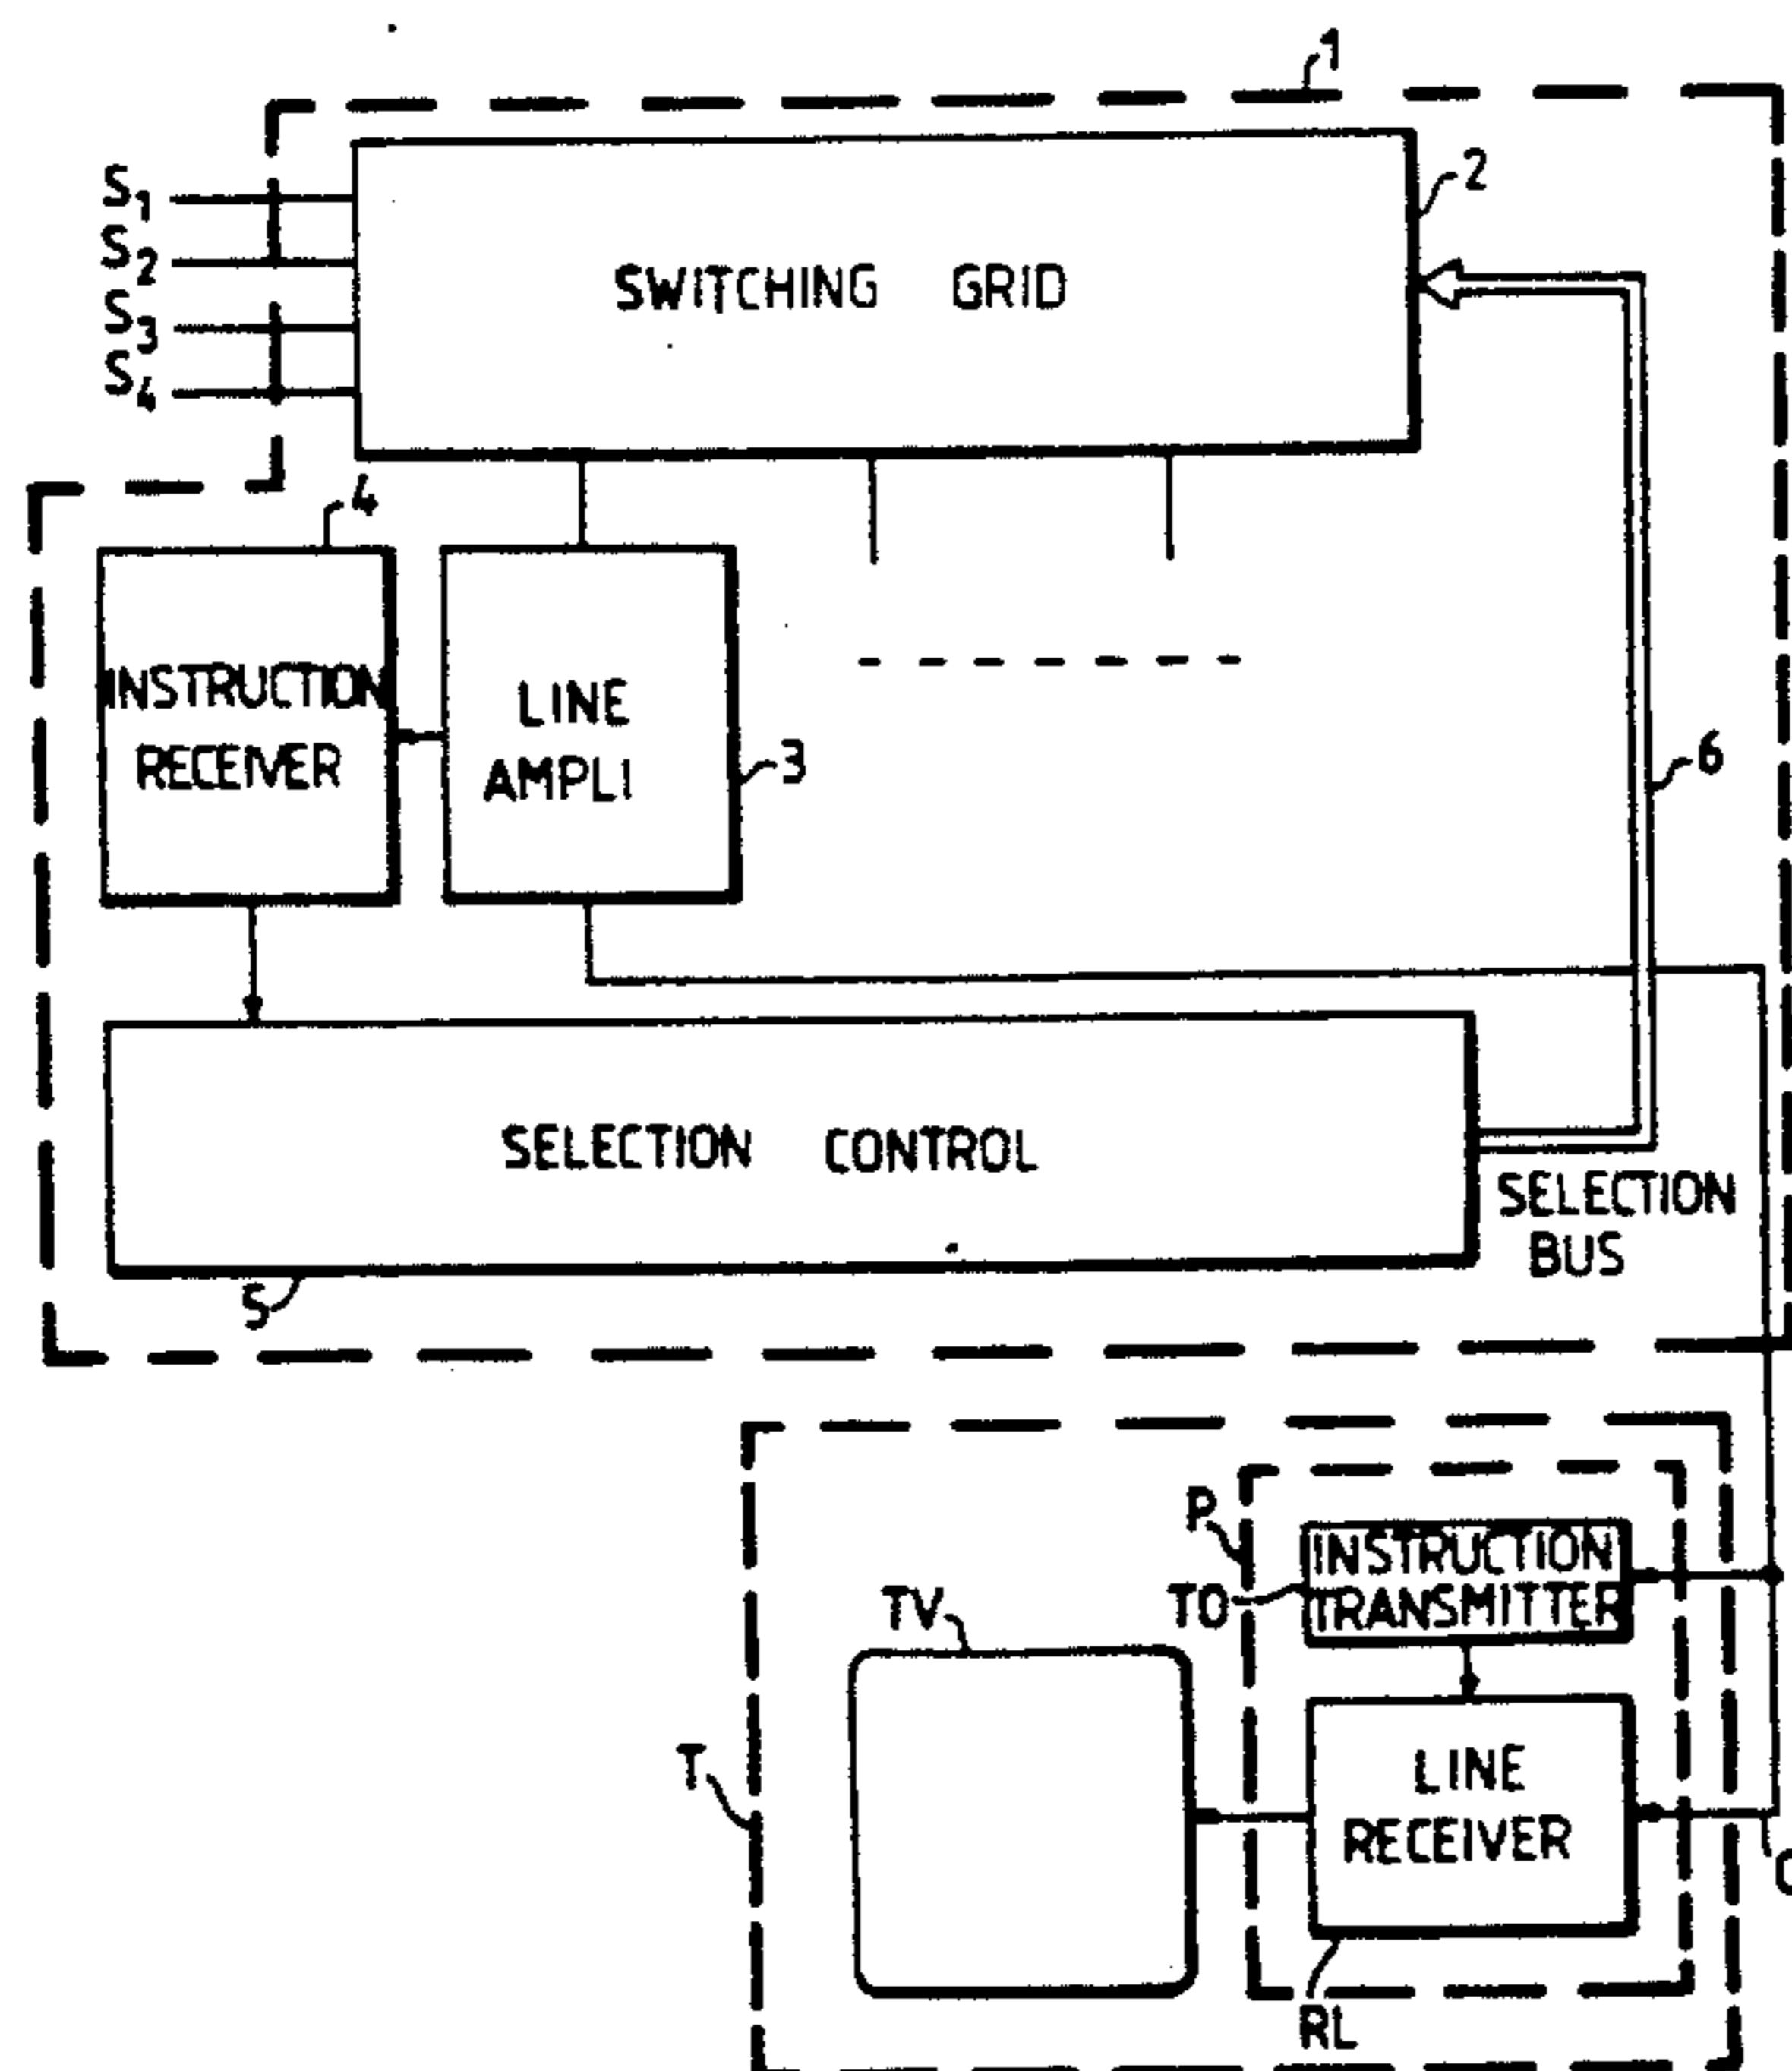 1
2
S1
S2
S3
S4
SWITCHING GRID
4
INSTRUCTION
RECEIVER
LINE
AMPLI
3
6
SELECTION CONTROL
SELECTION
BUS
5
P
INSTRUCTION
TRANSMITTER
TO
TV
T
LINE
RECEIVER
RL